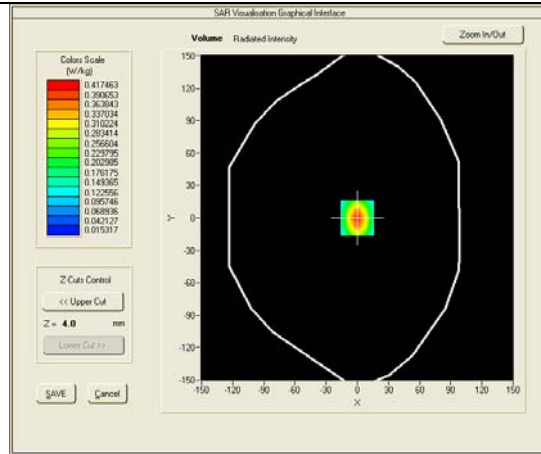 SAR Visualisation Graphical Interface
Volume Radiated Intensity
Zoom In/Out
Colors Scale
(W/kg)
0.417463
0.390653
0.363843
0.337034
0.310224
0.283414
0.256604
0.229795
0.202985
0.176175
0.149365
0.122556
0.095746
0.068936
0.042127
0.015317
Z Cuts Control
<< Upper Cut
Z = 4.0 mm
Lower Cut >>
SAVE Cancel
150-
120-
90-
60-
30-
0-
-30-
-60-
-90-
-120-
-150-
Y
-150 -120 -90 -60 -30 0 30 60 90 120 150
X